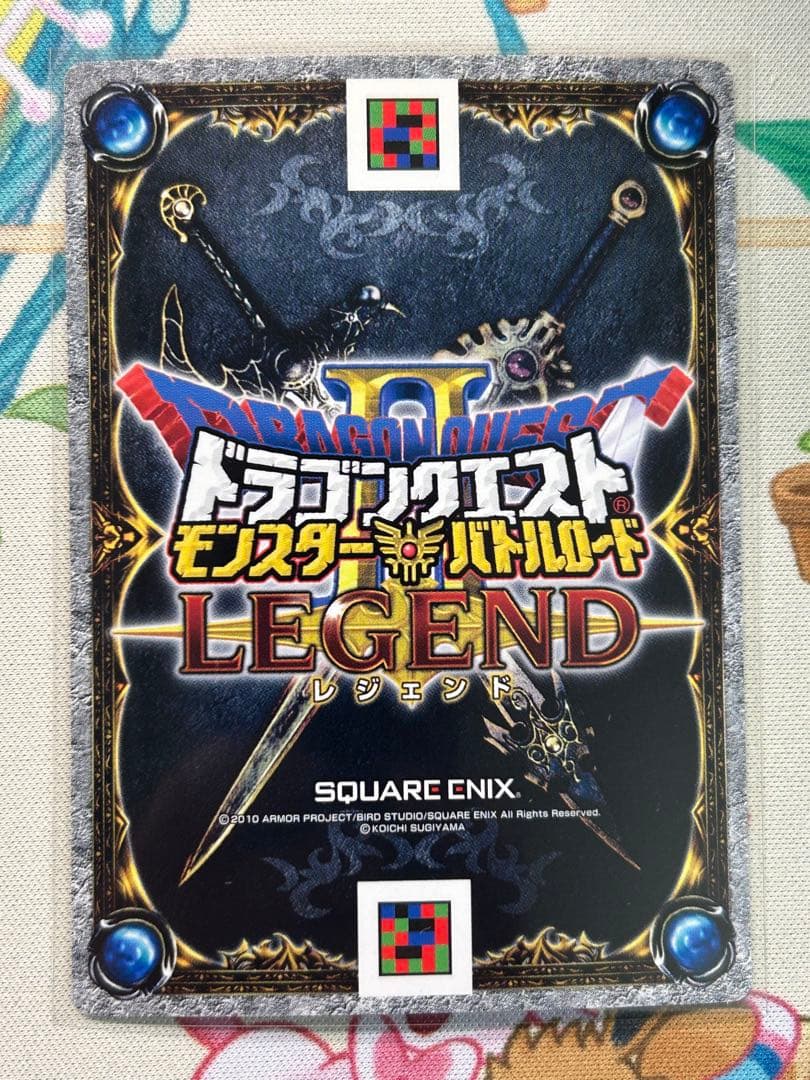 DRAGON QUEST
II
ドラゴンクエスト®
モンスターバトルロード
LEGEND
レジェンド
SQUARE ENIX®
© 2010 ARMOR PROJECT/BIRD STUDIO/SQUARE ENIX All Rights Reserved.
© KOICHI SUGIYAMA